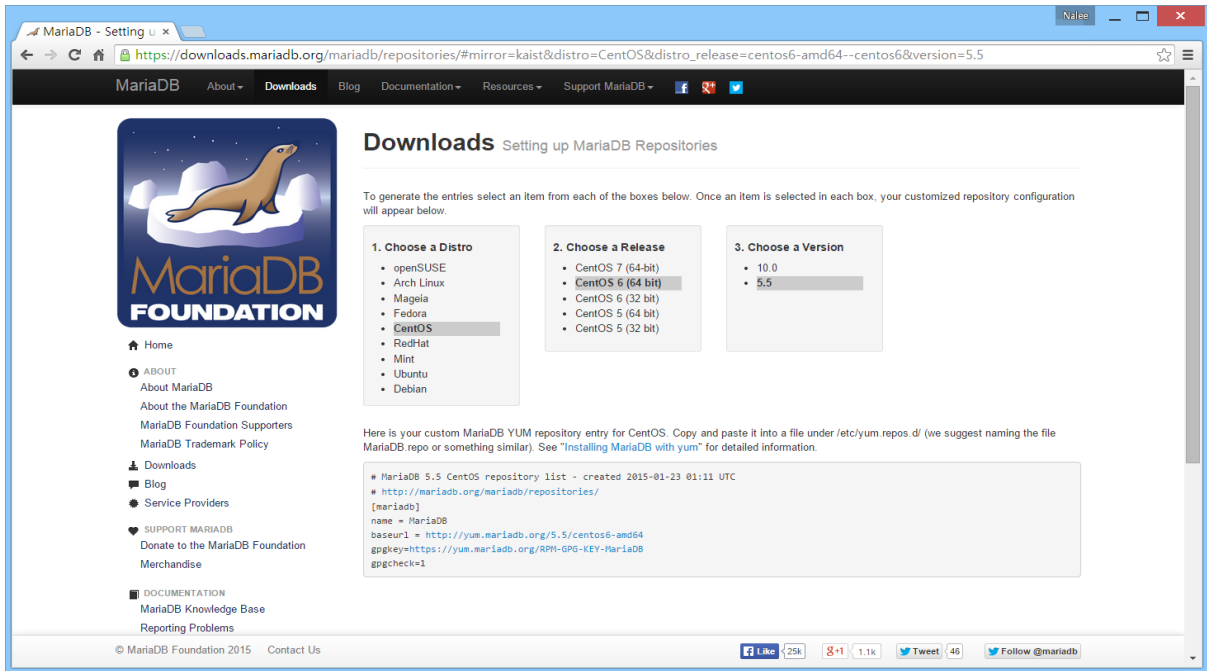 Nalee
MariaDB - Setting u
https://downloads.mariadb.org/mariadb/repositories/#mirror=kaist&distro=CentOS&distro_release=centos6-amd64--centos6&version=5.5
MariaDB About Downloads Blog Documentation Resources Support MariaDB
MariaDB
FOUNDATION
Home
ABOUT
About MariaDB
About the MariaDB Foundation
MariaDB Foundation Supporters
MariaDB Trademark Policy
Downloads
Blog
Service Providers
SUPPORT MARIADB
Donate to the MariaDB Foundation
Merchandise
DOCUMENTATION
MariaDB Knowledge Base
Reporting Problems
Downloads Setting up MariaDB Repositories
To generate the entries select an item from each of the boxes below. Once an item is selected in each box, your customized repository configuration
will appear below.
1. Choose a Distro
openSUSE
Arch Linux
Mageia
Fedora
CentOS
RedHat
Mint
Ubuntu
Debian
2. Choose a Release
CentOS 7 (64-bit)
CentOS 6 (64 bit)
CentOS 6 (32 bit)
CentOS 5 (64 bit)
CentOS 5 (32 bit)
3. Choose a Version
10.0
5.5
Here is your custom MariaDB YUM repository entry for CentOS. Copy and paste it into a file under /etc/yum.repos.d/ (we suggest naming the file
MariaDB.repo or something similar). See "Installing MariaDB with yum" for detailed information.
# MariaDB 5.5 CentOS repository list - created 2015-01-23 01:11 UTC
# http://mariadb.org/mariadb/repositories/
[mariadb]
name = MariaDB
baseurl = http://yum.mariadb.org/5.5/centos6-amd64
gpgkey=https://yum.mariadb.org/RPM-GPG-KEY-MariaDB
gpgcheck=1
© MariaDB Foundation 2015 Contact Us
Like 25k +1 1.1k Tweet 46 Follow @mariadb